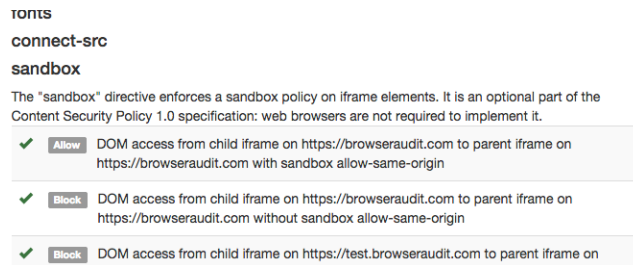 fonts
connect-src
sandbox
The "sandbox" directive enforces a sandbox policy on iframe elements. It is an optional part of the
Content Security Policy 1.0 specification: web browsers are not required to implement it.
Allow DOM access from child iframe on https://browseraudit.com to parent iframe on
https://browseraudit.com with sandbox allow-same-origin
Block DOM access from child iframe on https://browseraudit.com to parent iframe on
https://browseraudit.com without sandbox allow-same-origin
Block DOM access from child iframe on https://test.browseraudit.com to parent iframe on